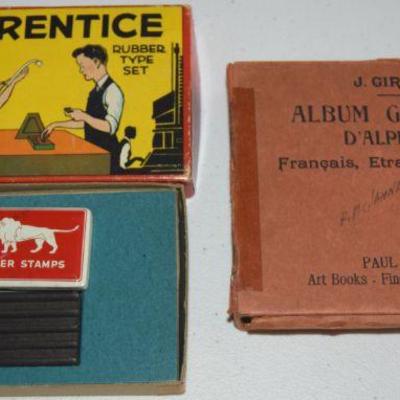 RENTICE
RUBBER
TYPE
SET
ER STAMPS
J. GIR
ALBUM G
D'ALP
Français, Etra
PAUL
Art Books - Fin